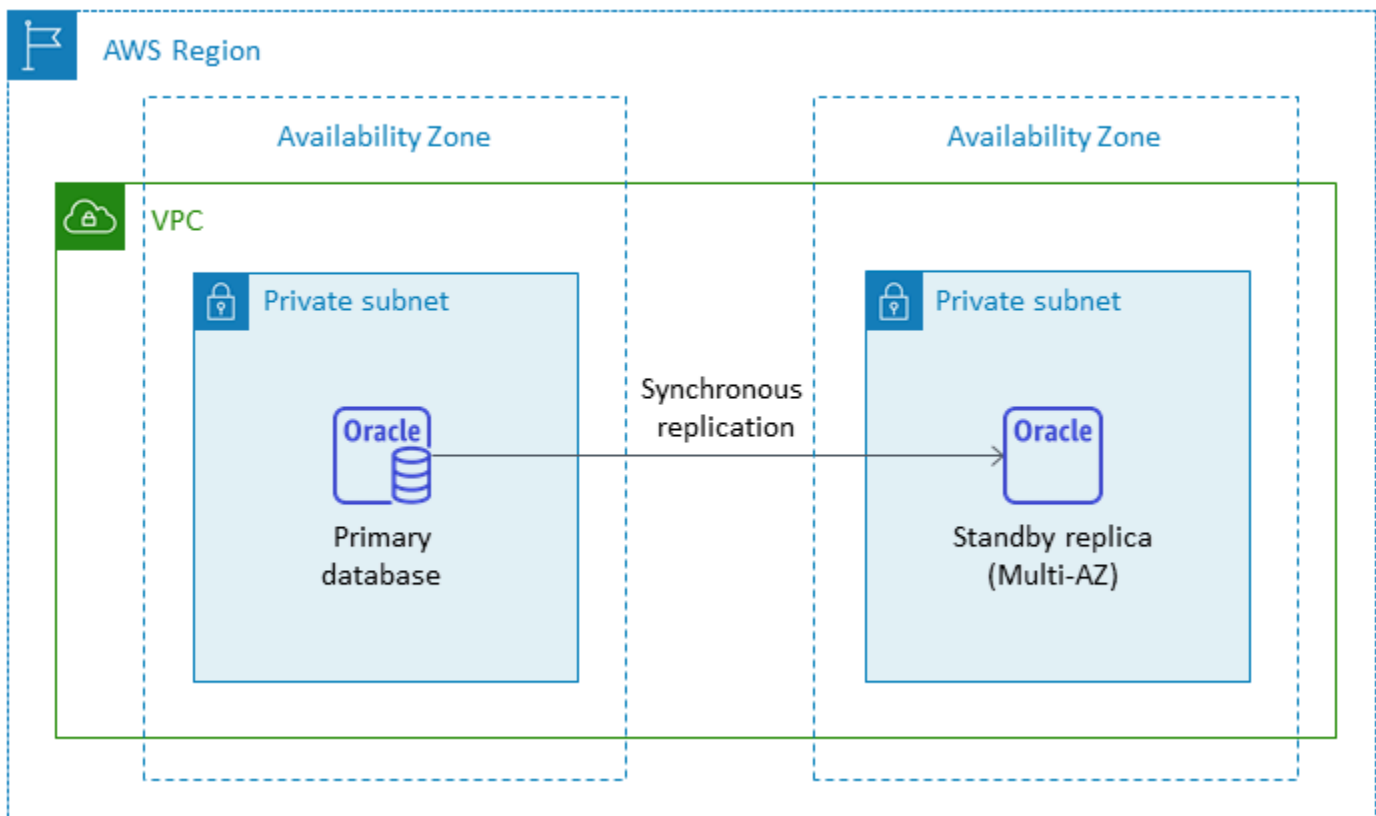 AWS Region
Availability Zone
Availability Zone
VPC
Private subnet
Private subnet
Synchronous
replication
Oracle
Oracle
Primary
database
Standby replica
(Multi-AZ)